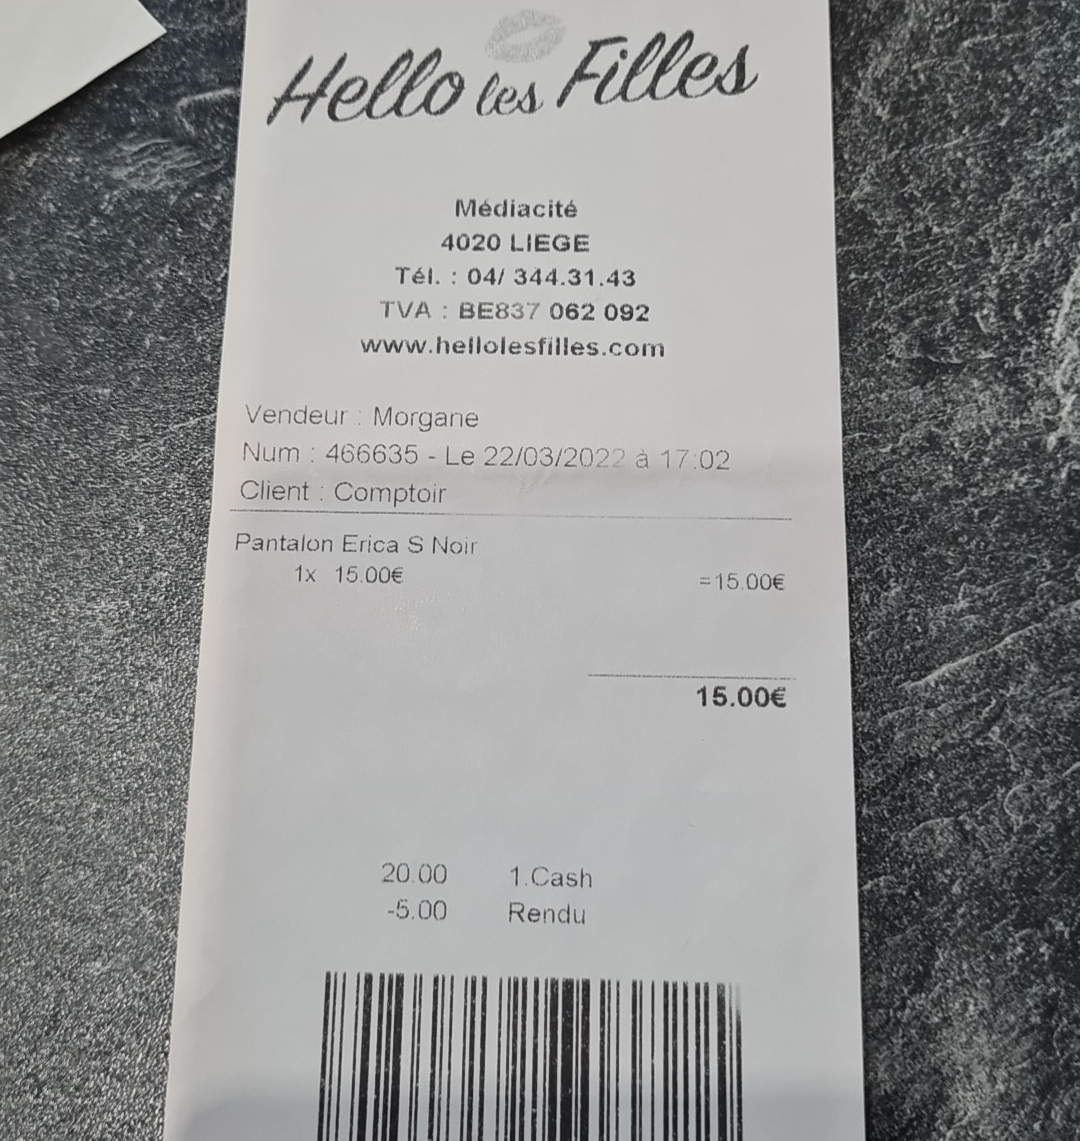 Hello les Filles
Médiacité
4020 LIEGE
Tél. : 04/ 344.31.43
TVA : BE837 062 092
www.hellolesfilles.com
Vendeur : Morgane
Num : 466635 - Le 22/03/2022 à 17:02
Client : Comptoir
Pantalon Erica S Noir
1x 15.00€ =15.00€
15.00€
20.00 1.Cash
-5.00 Rendu